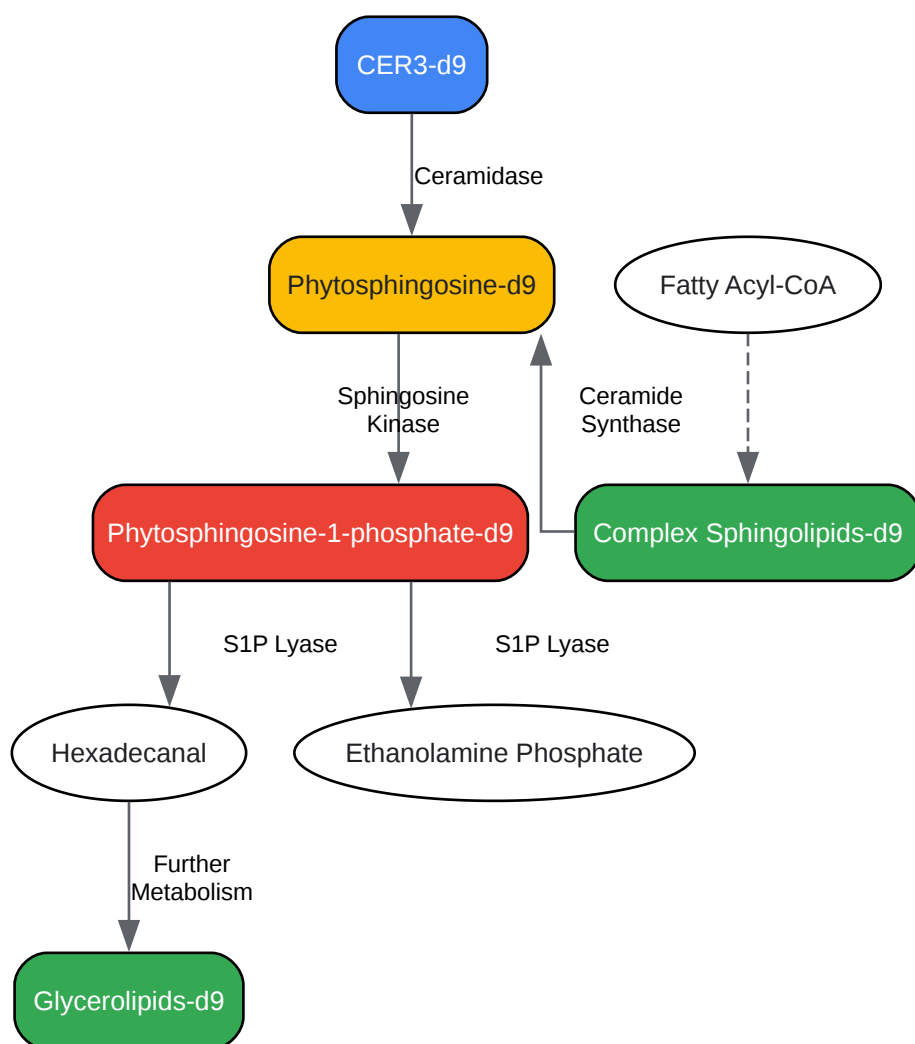 CER3-d9
Ceramidase
Phytosphingosine-d9
Fatty Acyl-CoA
Sphingosine
Kinase
Ceramide
Synthase
Phytosphingosine-1-phosphate-d9
Complex Sphingolipids-d9
S1P Lyase
S1P Lyase
Hexadecanal
Ethanolamine Phosphate
Further
Metabolism
Glycerolipids-d9